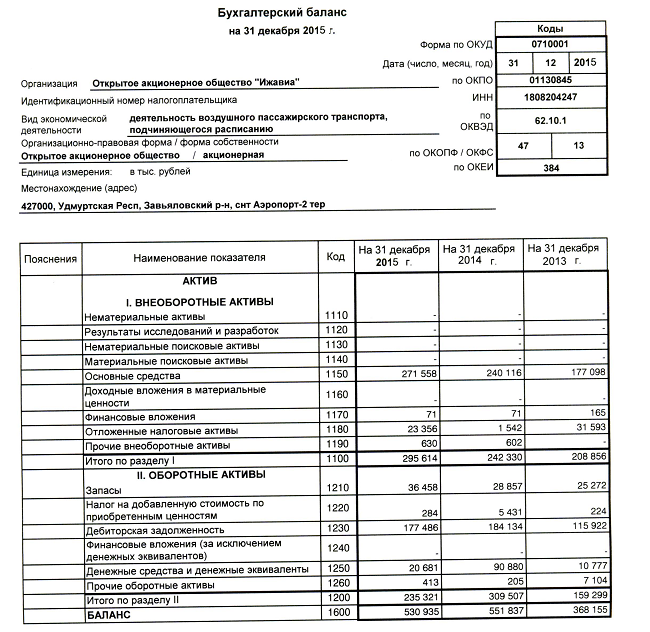 Бухгалтерский баланс
на 31 декабря 2015 г.
Коды
Форма по ОКУД 0710001
Дата (число, месяц, год) 31 12 2015
Организация Открытое акционерное общество "Ижавиа" по ОКПО 01130845
Идентификационный номер налогоплательщика ИНН 1808204247
Вид экономической деятельности деятельность воздушного пассажирского транспорта, подчиняющегося расписанию по ОКВЭД 62.10.1
Организационно-правовая форма / форма собственности
Открытое акционерное общество / акционерная по ОКОПФ / ОКФС 47 13
Единица измерения: в тыс. рублей по ОКЕИ 384
Местонахождение (адрес)
427000, Удмуртская Респ, Завьяловский р-н, снт Аэропорт-2 тер
Пояснения Наименование показателя Код На 31 декабря 2015 г. На 31 декабря 2014 г. На 31 декабря 2013 г.
АКТИВ
I. ВНЕОБОРОТНЫЕ АКТИВЫ
Нематериальные активы 1110 - - -
Результаты исследований и разработок 1120 - - -
Нематериальные поисковые активы 1130 - - -
Материальные поисковые активы 1140 - - -
Основные средства 1150 271 558 240 116 177 098
Доходные вложения в материальные ценности 1160 - - -
Финансовые вложения 1170 71 71 165
Отложенные налоговые активы 1180 23 356 1 542 31 593
Прочие внеоборотные активы 1190 630 602 -
Итого по разделу I 1100 295 614 242 330 208 856
II. ОБОРОТНЫЕ АКТИВЫ
Запасы 1210 36 458 28 857 25 272
Налог на добавленную стоимость по приобретенным ценностям 1220 284 5 431 224
Дебиторская задолженность 1230 177 486 184 134 115 922
Финансовые вложения (за исключением денежных эквивалентов) 1240 - - -
Денежные средства и денежные эквиваленты 1250 20 681 90 880 10 777
Прочие оборотные активы 1260 413 205 7 104
Итого по разделу II 1200 235 321 309 507 159 299
БАЛАНС 1600 530 935 551 837 368 155